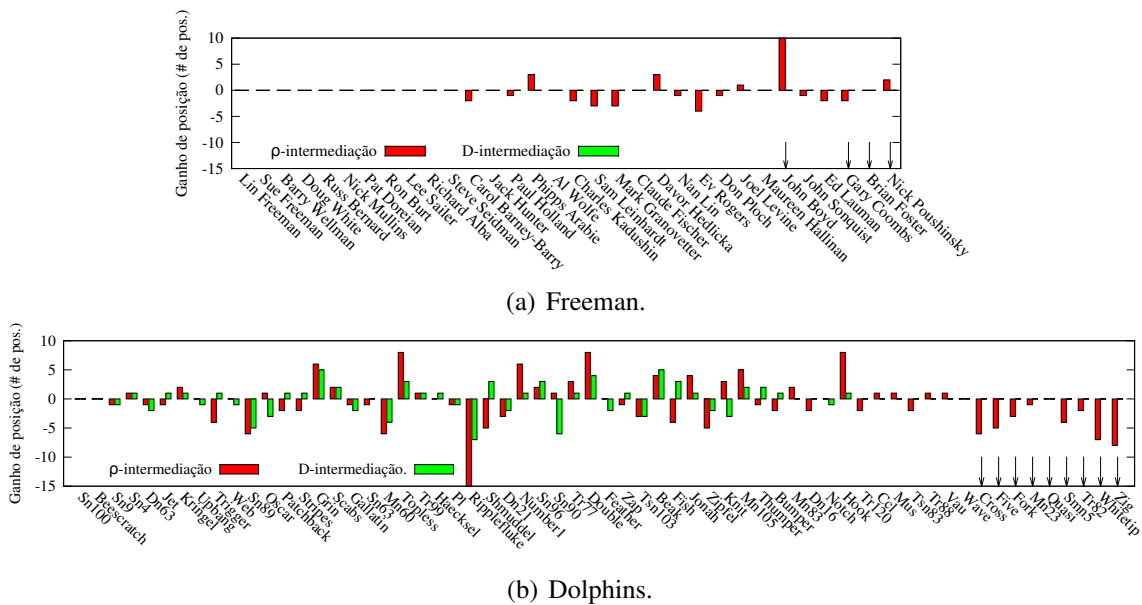 Ganho de posição (# de pos.)
10
5
0
-5
-10
-15
ρ-intermediação
D-intermediação
Lin Freeman
Sue Freeman
Barry Wellman
Doug White
Russ Bernard
Nick Mullins
Pat Doreian
Ron Burt
Lee Sailer
Richard Alba
Steve Seidman
Carol Barney-Barry
Jack Hunter
Paul Holland
Phipps Arabie
Al Wolfe
Charles Kadushin
Sam Leinhardt
Mark Granovetter
Claude Fischer
Davor Hedlicka
Nan Lin
Ev Rogers
Don Ploch
Joel Levine
Maureen Hallinan
John Boyd
John Sonquist
Ed Lauman
Gary Coombs
Brian Foster
Nick Poushinsky
(a) Freeman.
Ganho de posição (# de pos.)
10
5
0
-5
-10
-15
ρ-intermediação
D-intermediação.
Sn100
Beescratch
Sn9
Sn4
Dn63
Jet
Kringel
Upbang
Trigger
Web
Sn89
Oscar
Patchback
Stripes
Grin
Scabs
Gallatin
Sn63
Mn60
Topless
Tr99
Haecksel
Pl
Ripplefluke
Shmuddel
Dn21
Number1
Sn96
Sn90
Tr77
Double
Feather
Zap
Tsn103
Beak
Fish
Jonah
Zipfel
Knit
Mn105
Thumper
Bumper
Mn83
Dn16
Notch
Hook
Tr120
Ccl
Mus
Tsn83
Tr88
Vau
Wave
Cross
Five
Fork
Mn23
Quasi
Smn5
Tr82
Whitetip
Zig
(b) Dolphins.